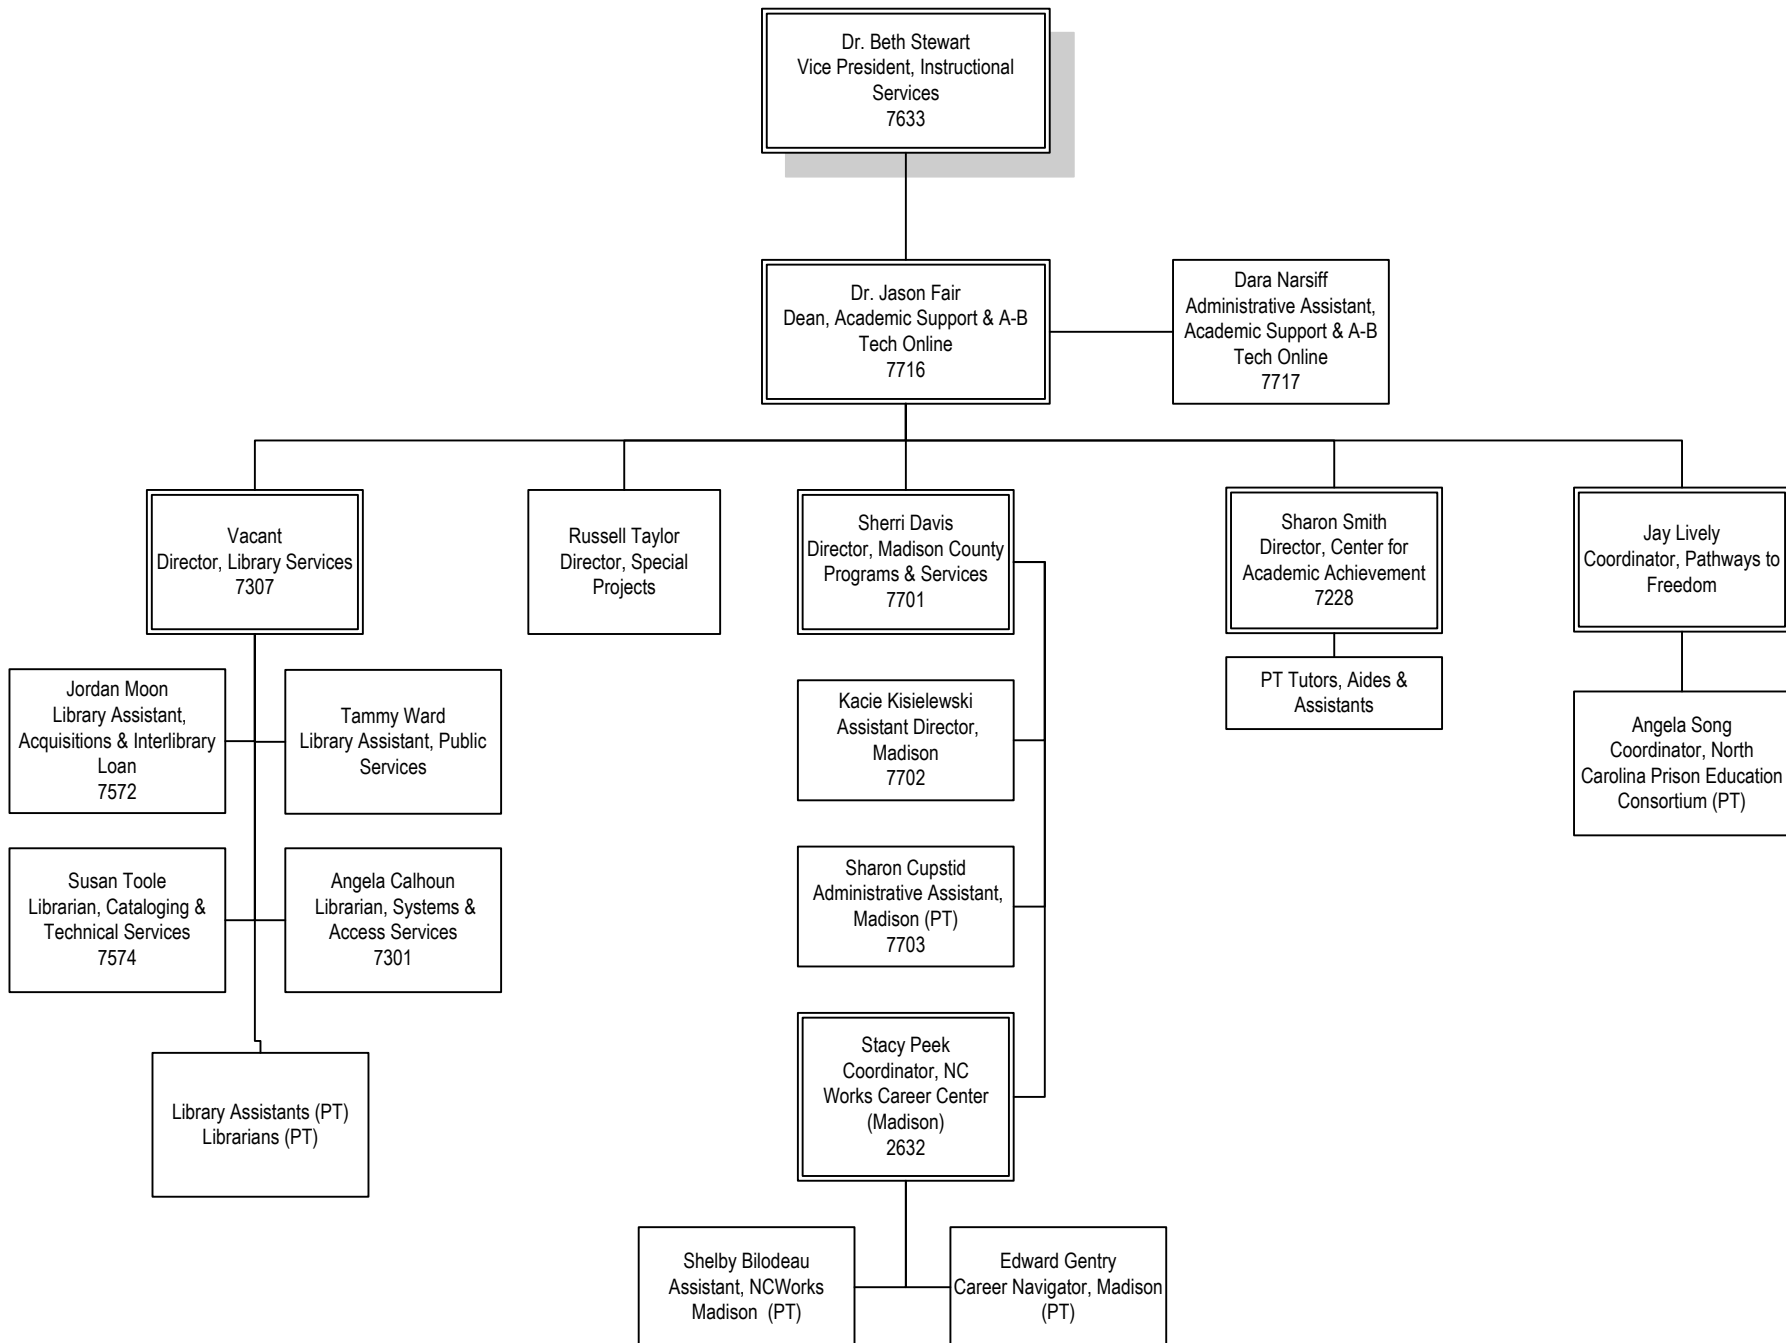 Dr. Beth Stewart
Vice President, Instructional
Services
7633
Dr. Jason Fair
Dean, Academic Support & A-B
Tech Online
7716
Dara Narsiff
Administrative Assistant,
Academic Support & A-B
Tech Online
7717
Vacant
Director, Library Services
7307
Russell Taylor
Director, Special
Projects
Sherri Davis
Director, Madison County
Programs & Services
7701
Sharon Smith
Director, Center for
Academic Achievement
7228
Jay Lively
Coordinator, Pathways to
Freedom
Jordan Moon
Library Assistant,
Acquisitions & Interlibrary
Loan
7572
Tammy Ward
Library Assistant, Public
Services
Kacie Kisielewski
Assistant Director,
Madison
7702
PT Tutors, Aides &
Assistants
Angela Song
Coordinator, North
Carolina Prison Education
Consortium (PT)
Susan Toole
Librarian, Cataloging &
Technical Services
7574
Angela Calhoun
Librarian, Systems &
Access Services
7301
Sharon Cupstid
Administrative Assistant,
Madison (PT)
7703
Library Assistants (PT)
Librarians (PT)
Stacy Peek
Coordinator, NC
Works Career Center
(Madison)
2632
Shelby Bilodeau
Assistant, NCWorks
Madison (PT)
Edward Gentry
Career Navigator, Madison
(PT)